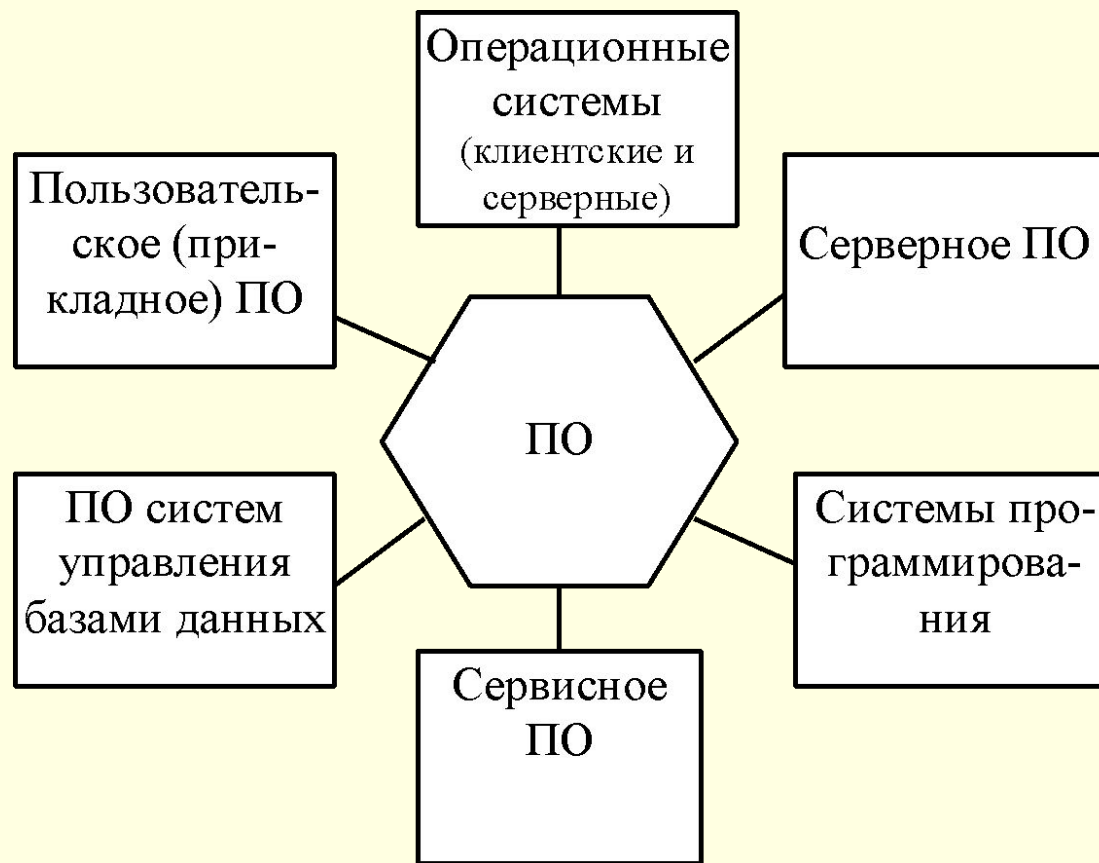 Операционные
системы
(клиентские и
серверные)
Пользователь-
ское (при-
кладное) ПО
Серверное ПО
ПО
ПО систем
управления
базами данных
Системы про-
граммирова-
ния
Сервисное
ПО